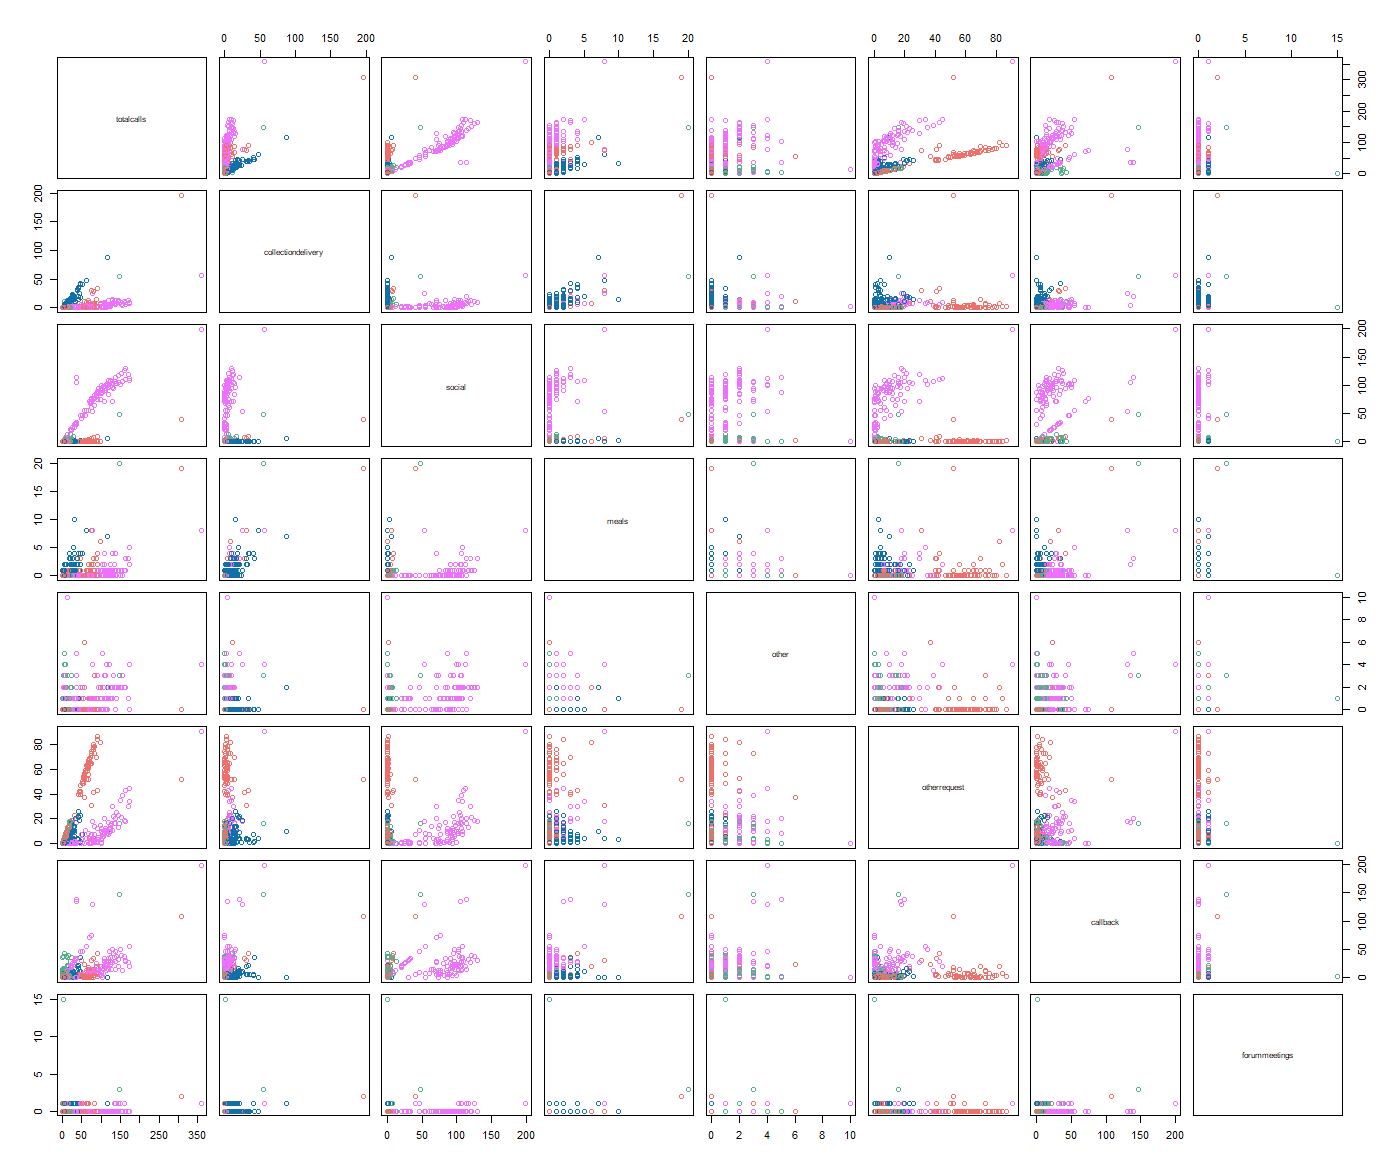 0 50 100 200 0 5 10 20 0 20 40 60 80 0 5 10 15
totalcalls
0 100 200 300
0 50 100 150 200
collectiondelivery
social
0 50 100 150 200
0 5 10 15 20
meals
other
0 2 4 6 8 10
0 20 40 60 80
otherrequest
callback
0 50 100 150 200
0 5 10 15
forummeetings
0 50 150 250 350 0 50 100 150 200 0 2 4 6 8 10 0 50 100 150 200